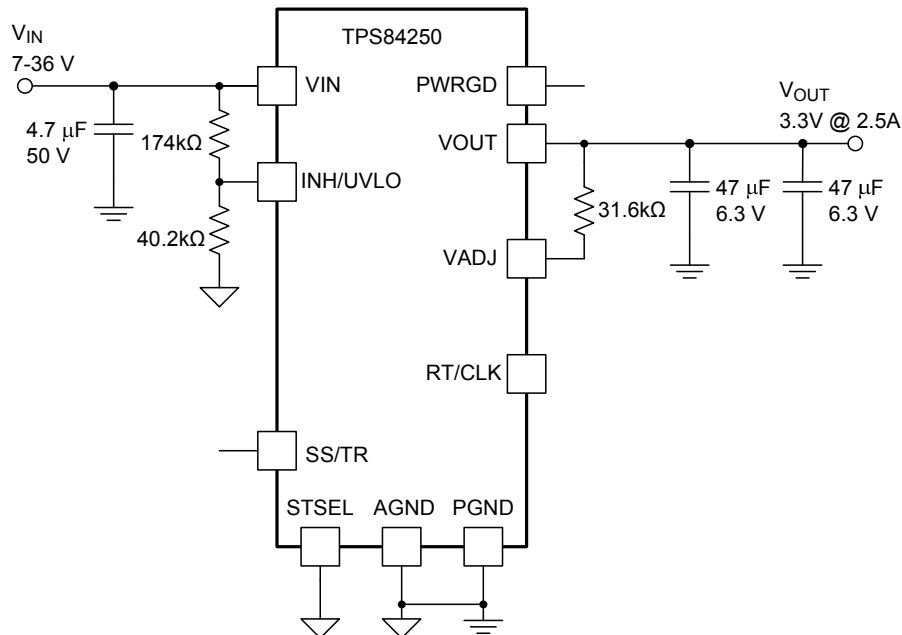 TPS84250
VIN
7-36 V
VIN
PWRGD
VOUT
3.3V @ 2.5A
4.7 µF
50 V
174kΩ
VOUT
INH/UVLO
31.6kΩ
47 µF
6.3 V
47 µF
6.3 V
40.2kΩ
VADJ
RT/CLK
SS/TR
STSEL
AGND
PGND